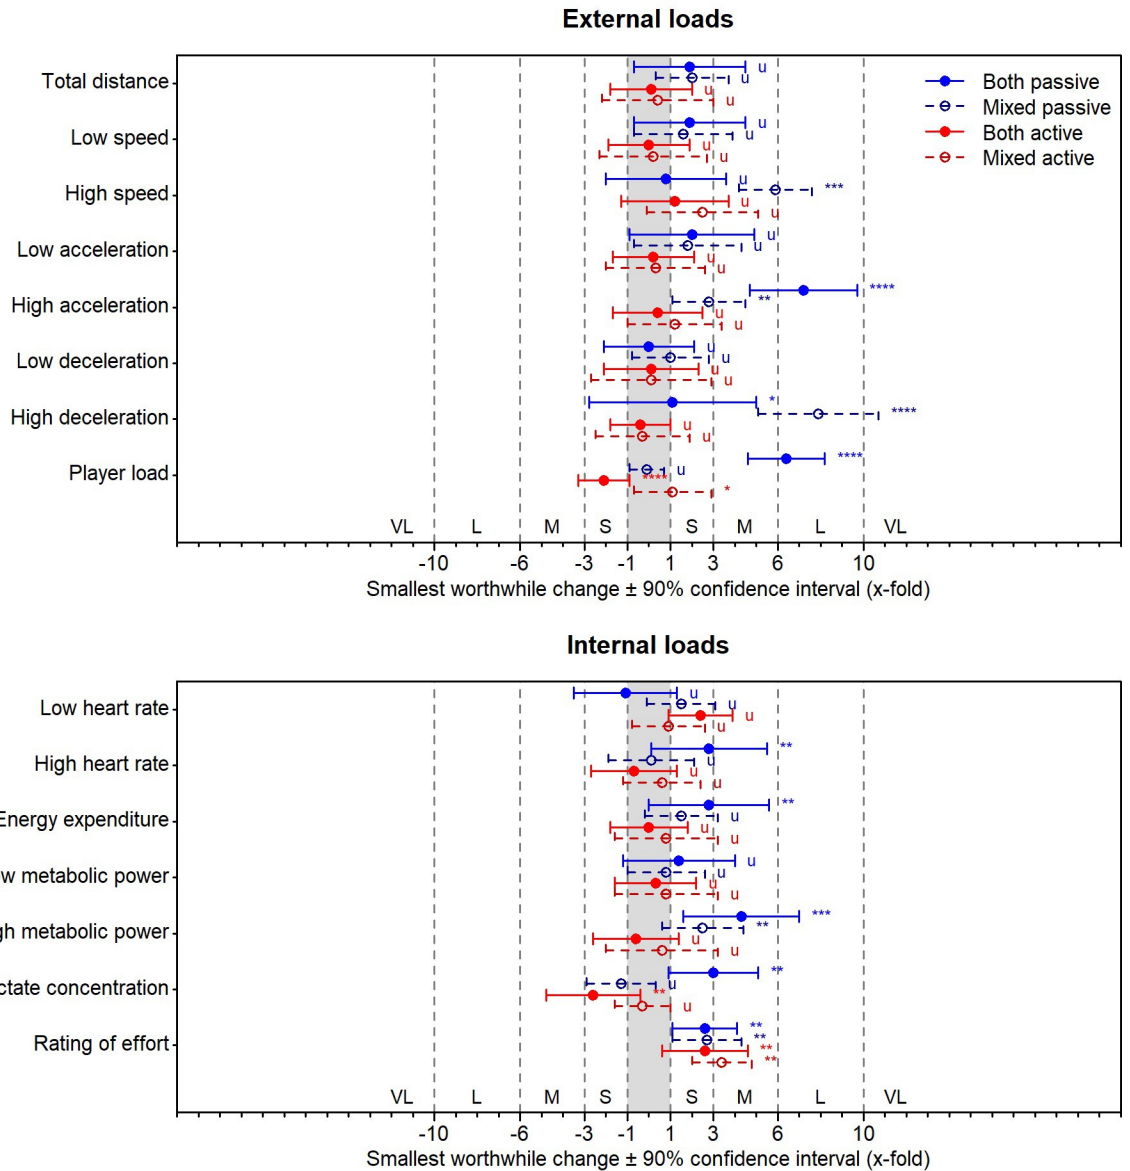 External loads
Total distance
Low speed
High speed
Low acceleration
High acceleration
Low deceleration
High deceleration
Player load
Both passive
Mixed passive
Both active
Mixed active
u
u
u
u
u
u
u
u
u
***
u
u
u
u
u
u
****
**
u
u
u
u
u
u
*
****
u
u
****
u
****
*
VL L M S S M L VL
-10 -6 -3 -1 1 3 6 10
Smallest worthwhile change ± 90% confidence interval (x-fold)
Internal loads
Low heart rate
High heart rate
Energy expenditure
w metabolic power
gh metabolic power
ctate concentration
Rating of effort
u
u
u
u
**
u
u
u
**
u
u
u
u
u
u
u
***
**
u
u
**
u
**
u
**
**
**
**
VL L M S S M L VL
-10 -6 -3 -1 1 3 6 10
Smallest worthwhile change ± 90% confidence interval (x-fold)